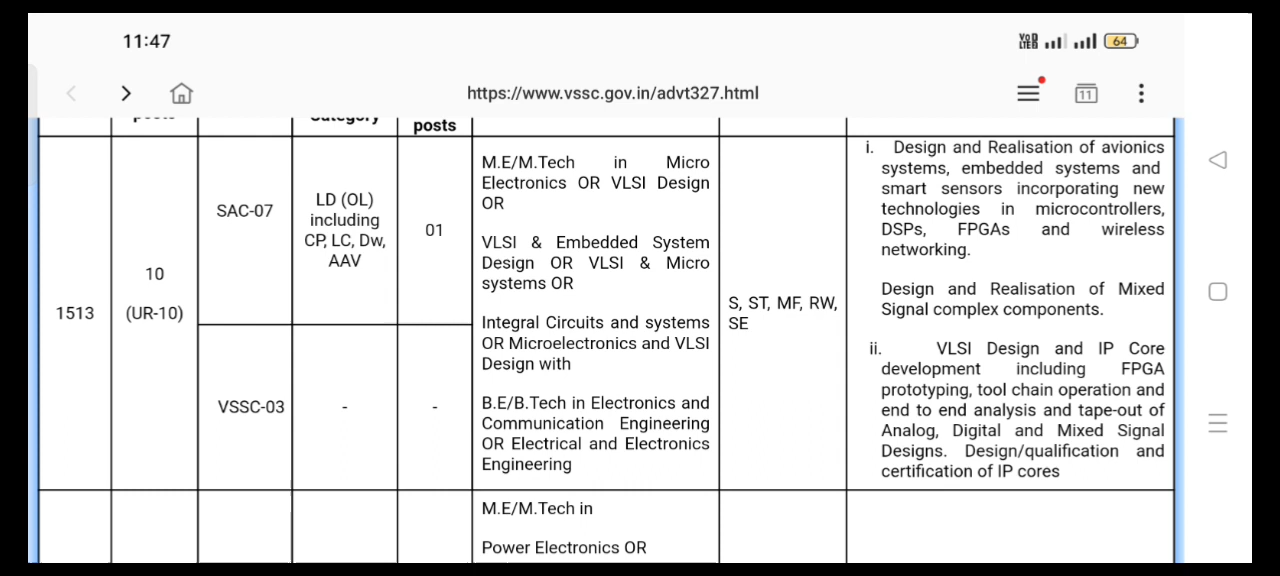 11:47
VoD LTEB
64
https://www.vssc.gov.in/advt327.html
11
posts
Category
posts
1513
10
(UR-10)
SAC-07
LD (OL)
including
CP, LC, Dw,
AAV
01
VSSC-03
-
-
M.E/M.Tech in Micro
Electronics OR VLSI Design
OR
VLSI & Embedded System
Design OR VLSI & Micro
systems OR
Integral Circuits and systems
OR Microelectronics and VLSI
Design with
B.E/B.Tech in Electronics and
Communication Engineering
OR Electrical and Electronics
Engineering
S, ST, MF, RW,
SE
i. Design and Realisation of avionics
systems, embedded systems and
smart sensors incorporating new
technologies in microcontrollers,
DSPs, FPGAs and wireless
networking.
Design and Realisation of Mixed
Signal complex components.
ii. VLSI Design and IP Core
development including FPGA
prototyping, tool chain operation and
end to end analysis and tape-out of
Analog, Digital and Mixed Signal
Designs. Design/qualification and
certification of IP cores
M.E/M.Tech in
Power Electronics OR